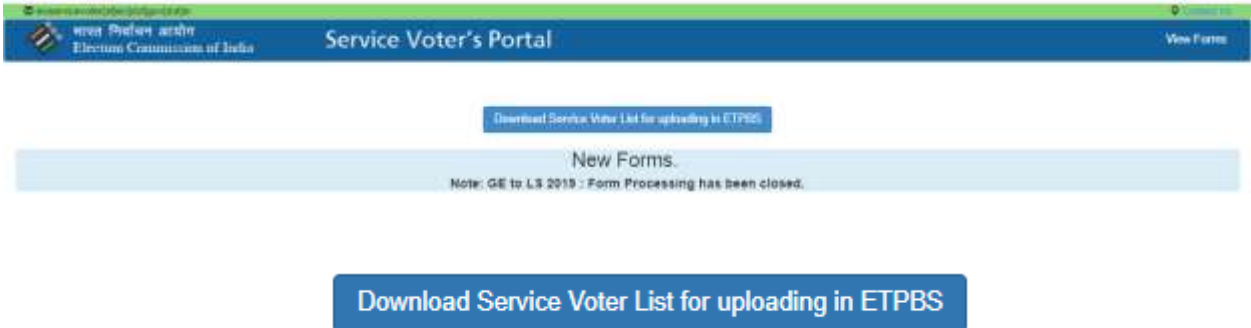 Contact Us
भारत निर्वाचन आयोग
Election Commission of India
Service Voter's Portal
View Forms
Download Service Voter List for uploading in ETPBS
New Forms.
Note: GE to LS 2019 : Form Processing has been closed.
Download Service Voter List for uploading in ETPBS